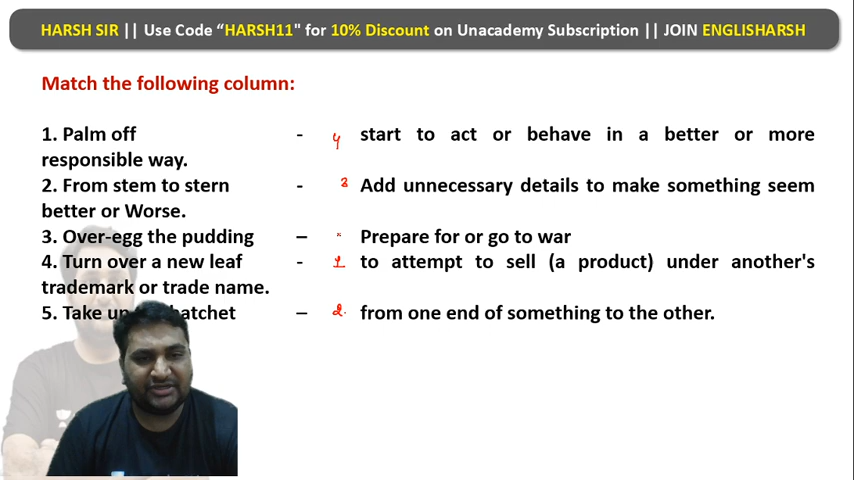 HARSH SIR || Use Code “HARSH11" for 10% Discount on Unacademy Subscription || JOIN ENGLISHARSH
Match the following column:
1. Palm off - 4 start to act or behave in a better or more
responsible way.
2. From stem to stern - 3 Add unnecessary details to make something seem
better or Worse.
3. Over-egg the pudding – Prepare for or go to war
4. Turn over a new leaf - 1 to attempt to sell (a product) under another's
trademark or trade name.
5. Take up hatchet – 2. from one end of something to the other.